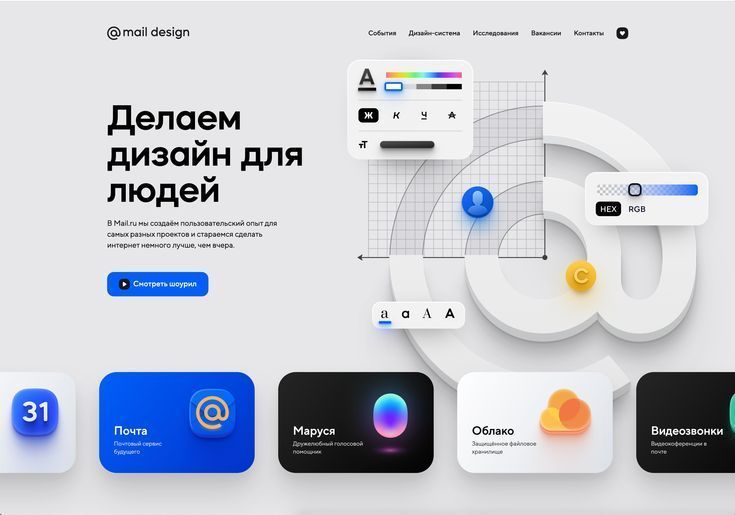 @mail design
События Дизайн-система Исследования Вакансии Контакты
Делаем
дизайн для
людей
В Mail.ru мы создаём пользовательский опыт для
самых разных проектов и стараемся сделать
интернет немного лучше, чем вчера.
Смотреть шоурил
A
Ж К Ч A
тТ
HEX RGB
C
a a A A
31
@
Почта
Почтовый сервис
будущего
Маруся
Дружелюбный голосовой
помощник
Облако
Защищённое файловое
хранилище
Видеозвонки
Видеоконференции в
почте